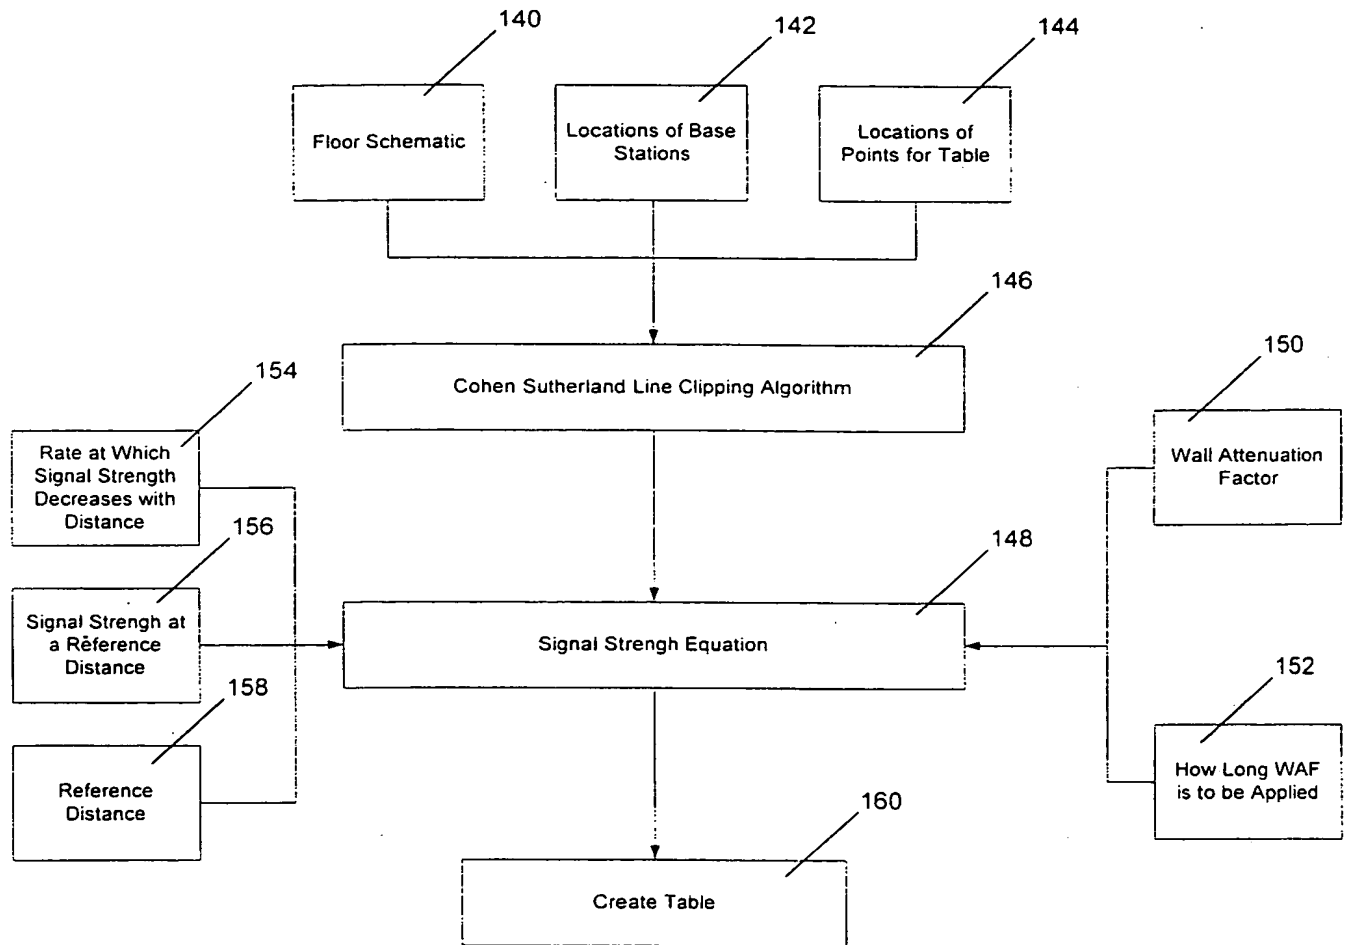 140
142
144
Floor Schematic
Locations of Base
Stations
Locations of
Points for Table
146
Cohen Sutherland Line Clipping Algorithm
154
150
Rate at Which
Signal Strength
Decreases with
Distance
Wall Attenuation
Factor
156
148
Signal Strengh at
a Reference
Distance
Signal Strengh Equation
158
152
Reference
Distance
How Long WAF
is to be Applied
160
Create Table